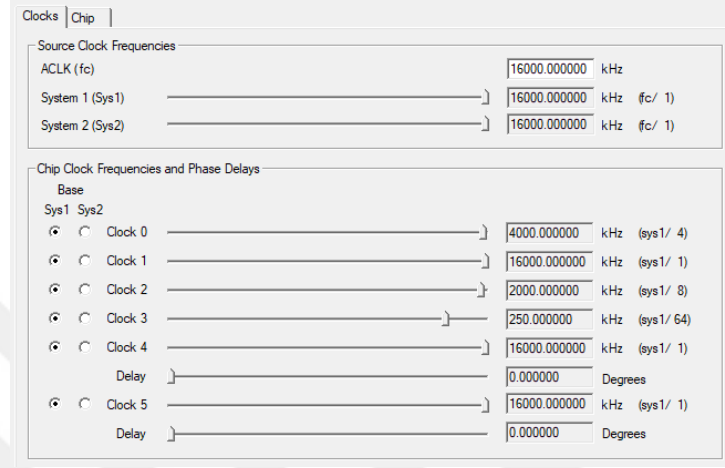 Clocks Chip
Source Clock Frequencies
ACLK (fc) 16000.000000 kHz
System 1 (Sys1) 16000.000000 kHz (fc/ 1)
System 2 (Sys2) 16000.000000 kHz (fc/ 1)
Chip Clock Frequencies and Phase Delays
Base
Sys1 Sys2
Clock 0 4000.000000 kHz (sys1/ 4)
Clock 1 16000.000000 kHz (sys1/ 1)
Clock 2 2000.000000 kHz (sys1/ 8)
Clock 3 250.000000 kHz (sys1/ 64)
Clock 4 16000.000000 kHz (sys1/ 1)
Delay 0.000000 Degrees
Clock 5 16000.000000 kHz (sys1/ 1)
Delay 0.000000 Degrees